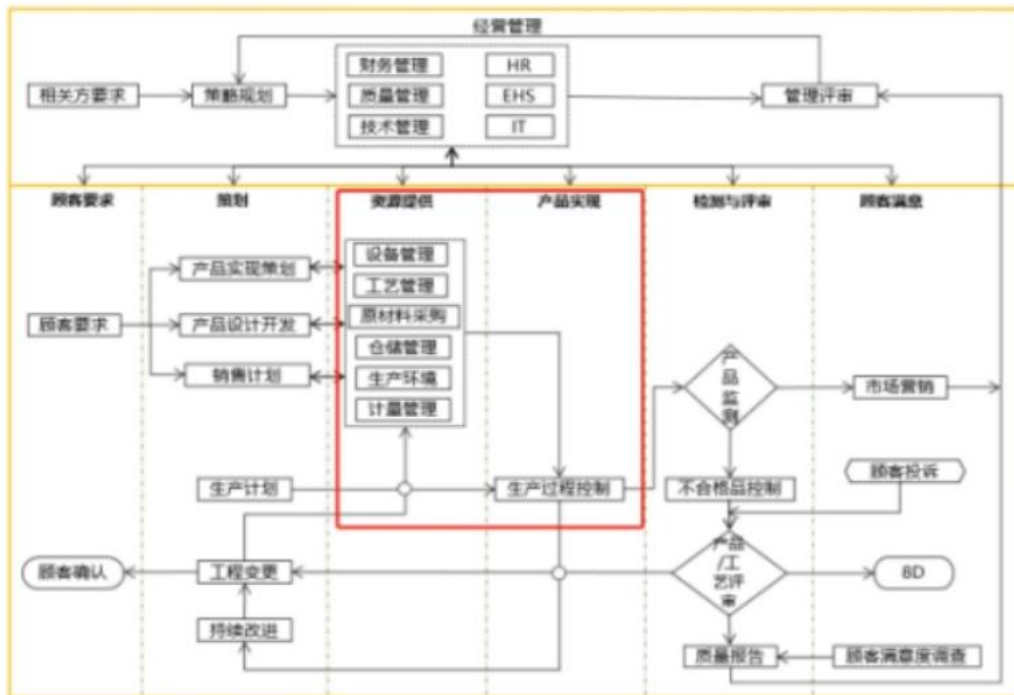 经营管理
财务管理
HR
相关方要求
策略规划
质量管理
EHS
管理评审
技术管理
IT
顾客要求
策划
资源提供
产品实现
检测与评审
顾客满意
设备管理
产品实现策划
工艺管理
顾客要求
产品设计开发
原材料采购
仓储管理
销售计划
生产环境
计量管理
产品监测
市场营销
顾客投诉
生产计划
生产过程控制
不合格品控制
顾客确认
工程变更
产品/工艺评审
8D
持续改进
质量报告
顾客满意度调查